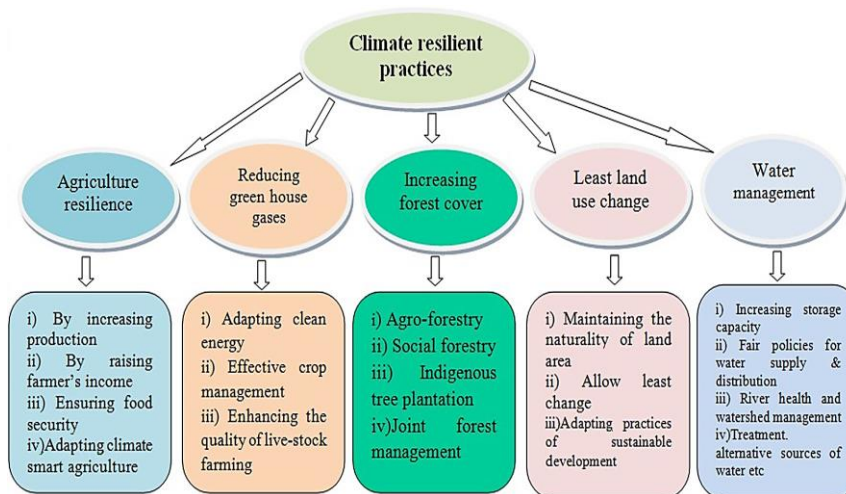 Climate resilient
practices
Agriculture
resilience
Reducing
green house
gases
Increasing
forest cover
Least land
use change
Water
management
i) By increasing
production
ii) By raising
farmer's income
iii) Ensuring food
security
iv)Adapting climate
smart agriculture
i) Adapting clean
energy
ii) Effective crop
management
iii) Enhancing the
quality of live-stock
farming
i) Agro-forestry
ii) Social forestry
iii) Indigenous
tree plantation
iv)Joint forest
management
i) Maintaining the
naturality of land
area
ii) Allow least
change
iii)Adapting practices
of sustainable
development
i) Increasing storage
capacity
ii) Fair policies for
water supply &
distribution
iii) River health and
watershed management
iv)Treatment.
alternative sources of
water etc